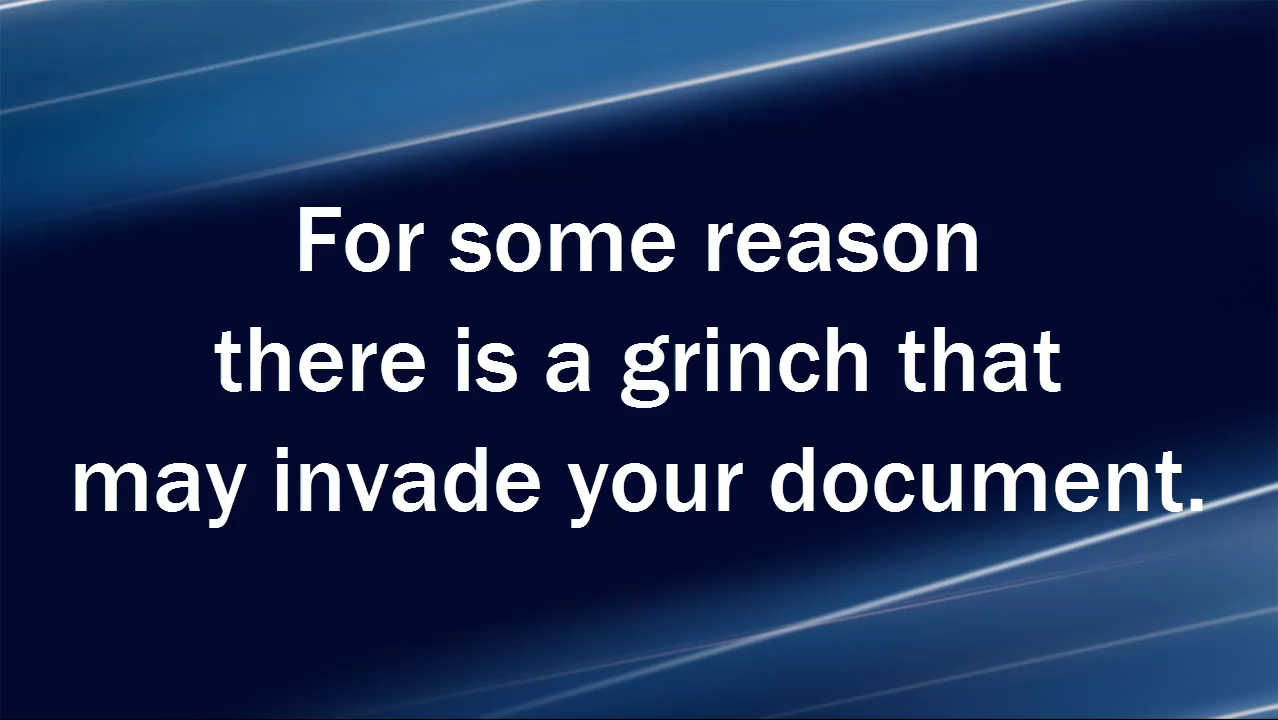 For some reason
there is a grinch that
may invade your document.